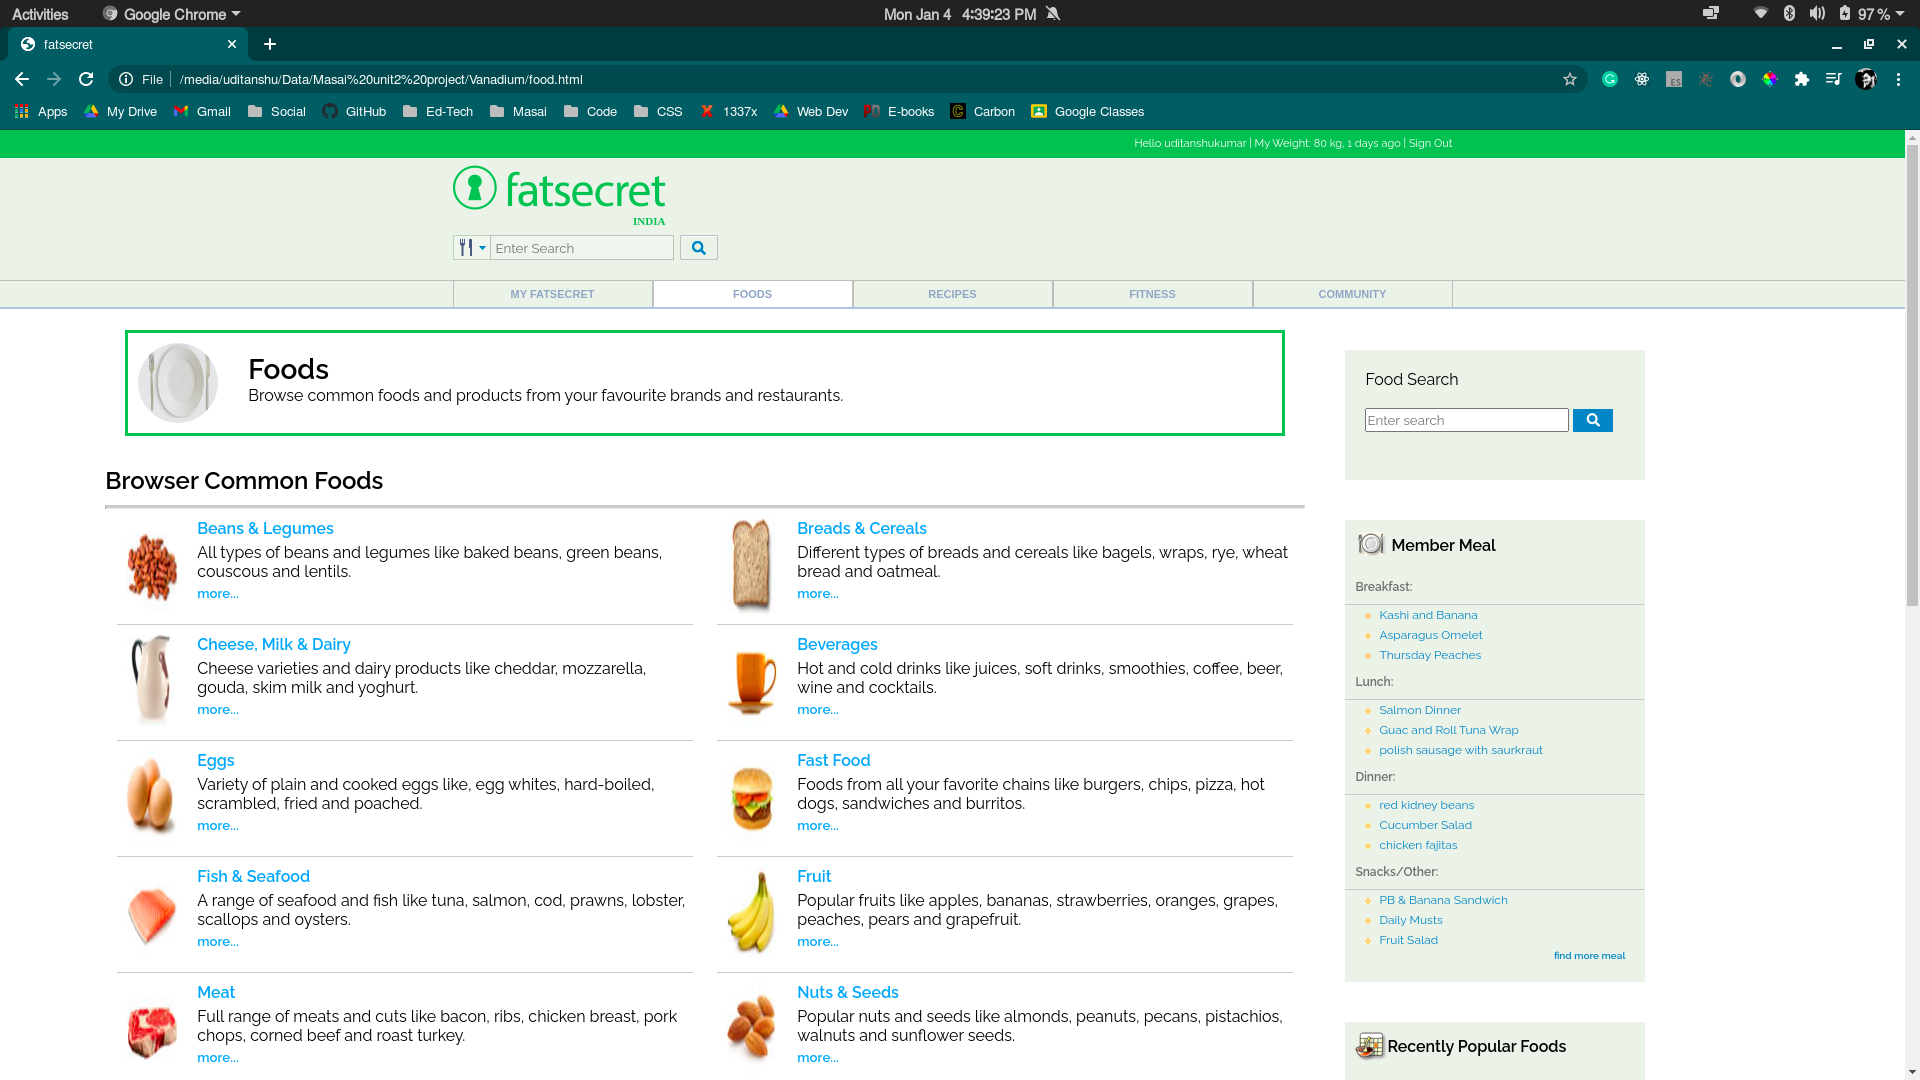 Activities Google Chrome Mon Jan 4 4:39:23 PM 97 %
fatsecret
File /media/uditanshu/Data/Masai%20unit2%20project/Vanadium/food.html
ES
Apps My Drive Gmail Social GitHub Ed-Tech Masai Code CSS 1337x Web Dev E-books Carbon Google Classes
Hello uditanshukumar | My Weight: 80 kg, 1 days ago | Sign Out
fatsecret
INDIA
Enter Search
MY FATSECRET FOODS RECIPES FITNESS COMMUNITY
Foods
Browse common foods and products from your favourite brands and restaurants.
Browser Common Foods
Beans & Legumes
All types of beans and legumes like baked beans, green beans,
couscous and lentils.
more...
Breads & Cereals
Different types of breads and cereals like bagels, wraps, rye, wheat
bread and oatmeal.
more...
Cheese, Milk & Dairy
Cheese varieties and dairy products like cheddar, mozzarella,
gouda, skim milk and yoghurt.
more...
Beverages
Hot and cold drinks like juices, soft drinks, smoothies, coffee, beer,
wine and cocktails.
more...
Eggs
Variety of plain and cooked eggs like, egg whites, hard-boiled,
scrambled, fried and poached.
more...
Fast Food
Foods from all your favorite chains like burgers, chips, pizza, hot
dogs, sandwiches and burritos.
more...
Fish & Seafood
A range of seafood and fish like tuna, salmon, cod, prawns, lobster,
scallops and oysters.
more...
Fruit
Popular fruits like apples, bananas, strawberries, oranges, grapes,
peaches, pears and grapefruit.
more...
Meat
Full range of meats and cuts like bacon, ribs, chicken breast, pork
chops, corned beef and roast turkey.
more...
Nuts & Seeds
Popular nuts and seeds like almonds, peanuts, pecans, pistachios,
walnuts and sunflower seeds.
more...
Food Search
Enter search
Member Meal
Breakfast:
Kashi and Banana
Asparagus Omelet
Thursday Peaches
Lunch:
Salmon Dinner
Guac and Roll Tuna Wrap
polish sausage with saurkraut
Dinner:
red kidney beans
Cucumber Salad
chicken fajitas
Snacks/Other:
PB & Banana Sandwich
Daily Musts
Fruit Salad
find more meal
Recently Popular Foods